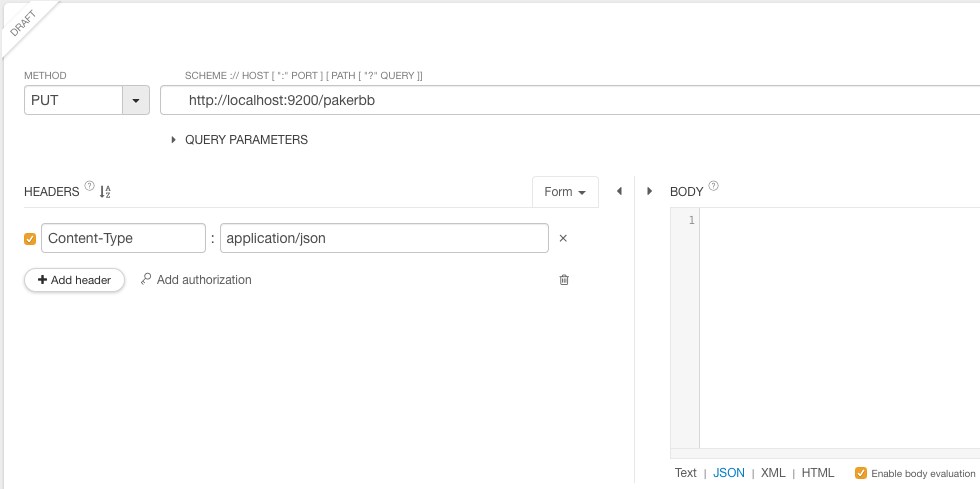 DRAFT
METHOD
SCHEME :// HOST [ ":" PORT ] [ PATH [ "?" QUERY ]]
PUT
http://localhost:9200/pakerbb
QUERY PARAMETERS
HEADERS ? A Z
Form
BODY ?
1
Content-Type : application/json ×
+ Add header
Add authorization
Text | JSON | XML | HTML
Enable body evaluation